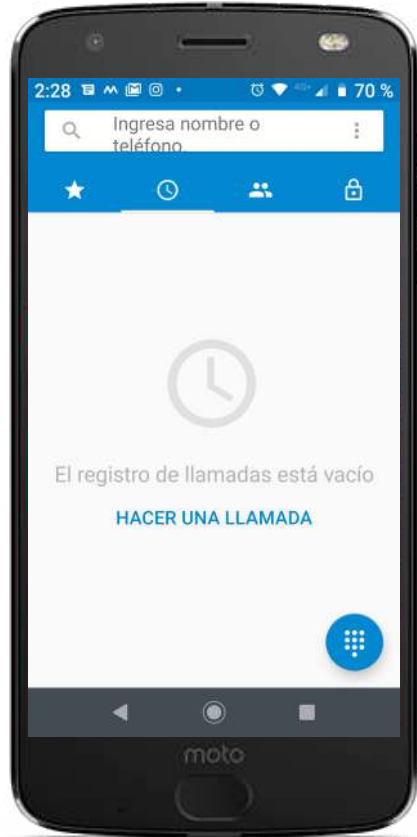 2:28
70 %
Ingresa nombre o
teléfono.
El registro de llamadas está vacío
HACER UNA LLAMADA
moto